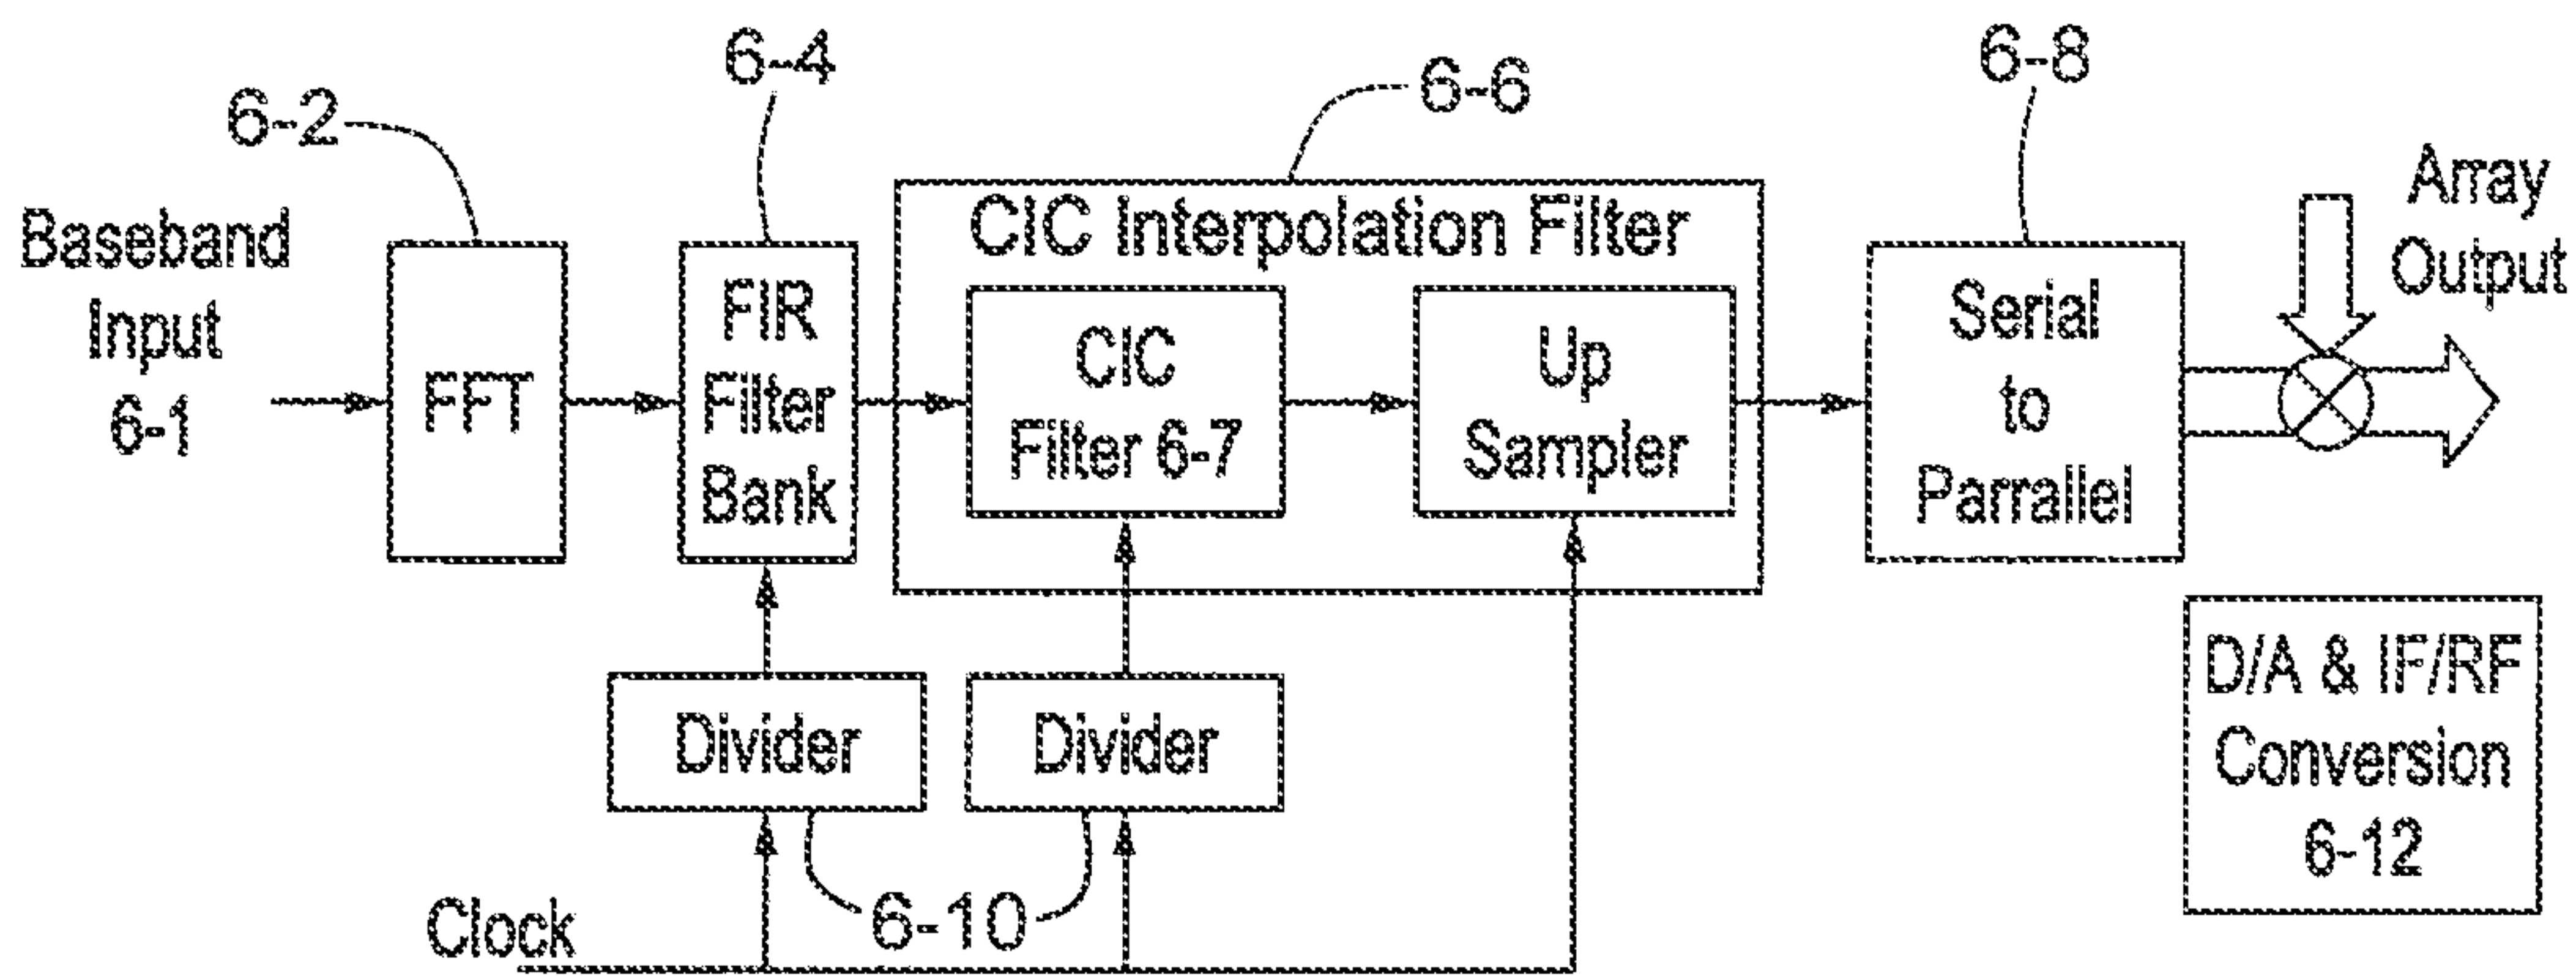 6-2
6-4
6-6
6-8
Baseband
Input
6-1
FFT
FIR
Filter
Bank
CIC Interpolation Filter
CIC
Filter 6-7
Up
Sampler
Serial
to
Parrallel
Array
Output
Divider
Divider
6-10
Clock
D/A & IF/RF
Conversion
6-12